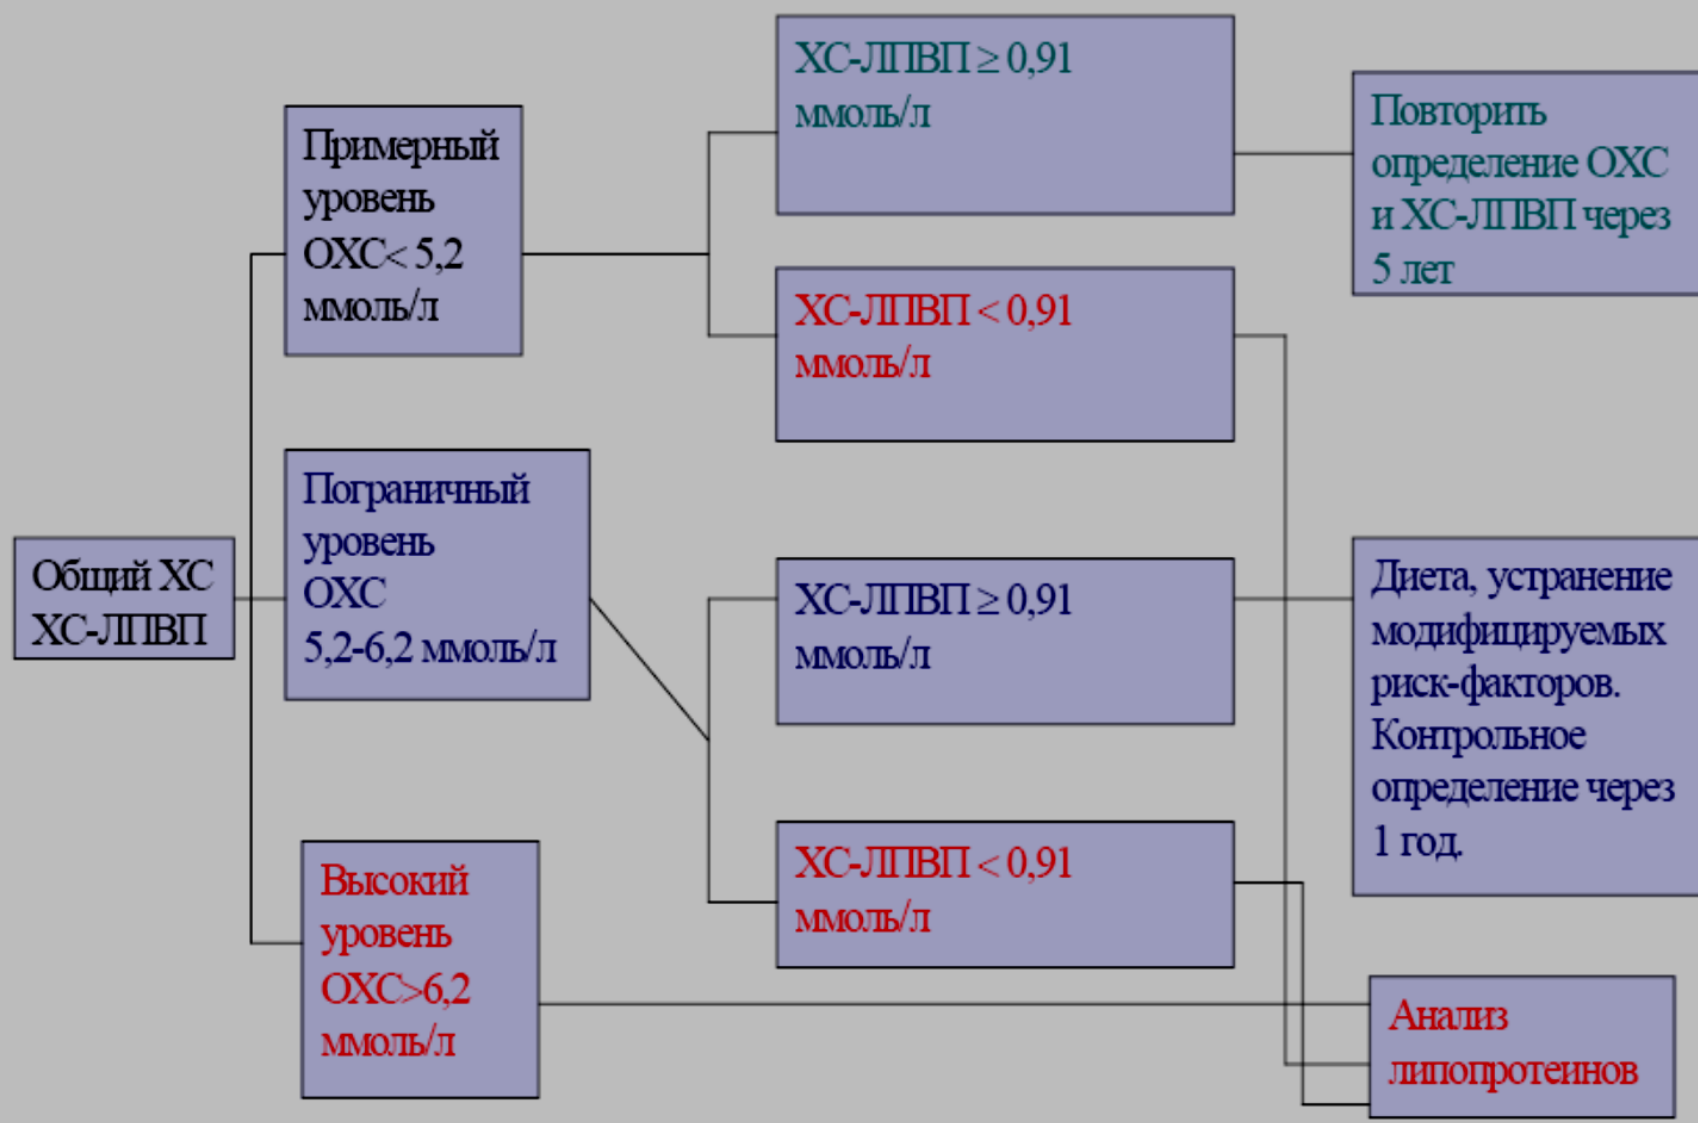 Общий ХС
ХС-ЛПВП
Примерный
уровень
ОХС< 5,2
ммоль/л
Пограничный
уровень
ОХС
5,2-6,2 ммоль/л
Высокий
уровень
ОХС>6,2
ммоль/л
ХС-ЛПВП ≥ 0,91
ммоль/л
ХС-ЛПВП < 0,91
ммоль/л
ХС-ЛПВП ≥ 0,91
ммоль/л
ХС-ЛПВП < 0,91
ммоль/л
Повторить
определение ОХС
и ХС-ЛПВП через
5 лет
Диета, устранение
модифицируемых
риск-факторов.
Контрольное
определение через
1 год.
Анализ
липопротеинов